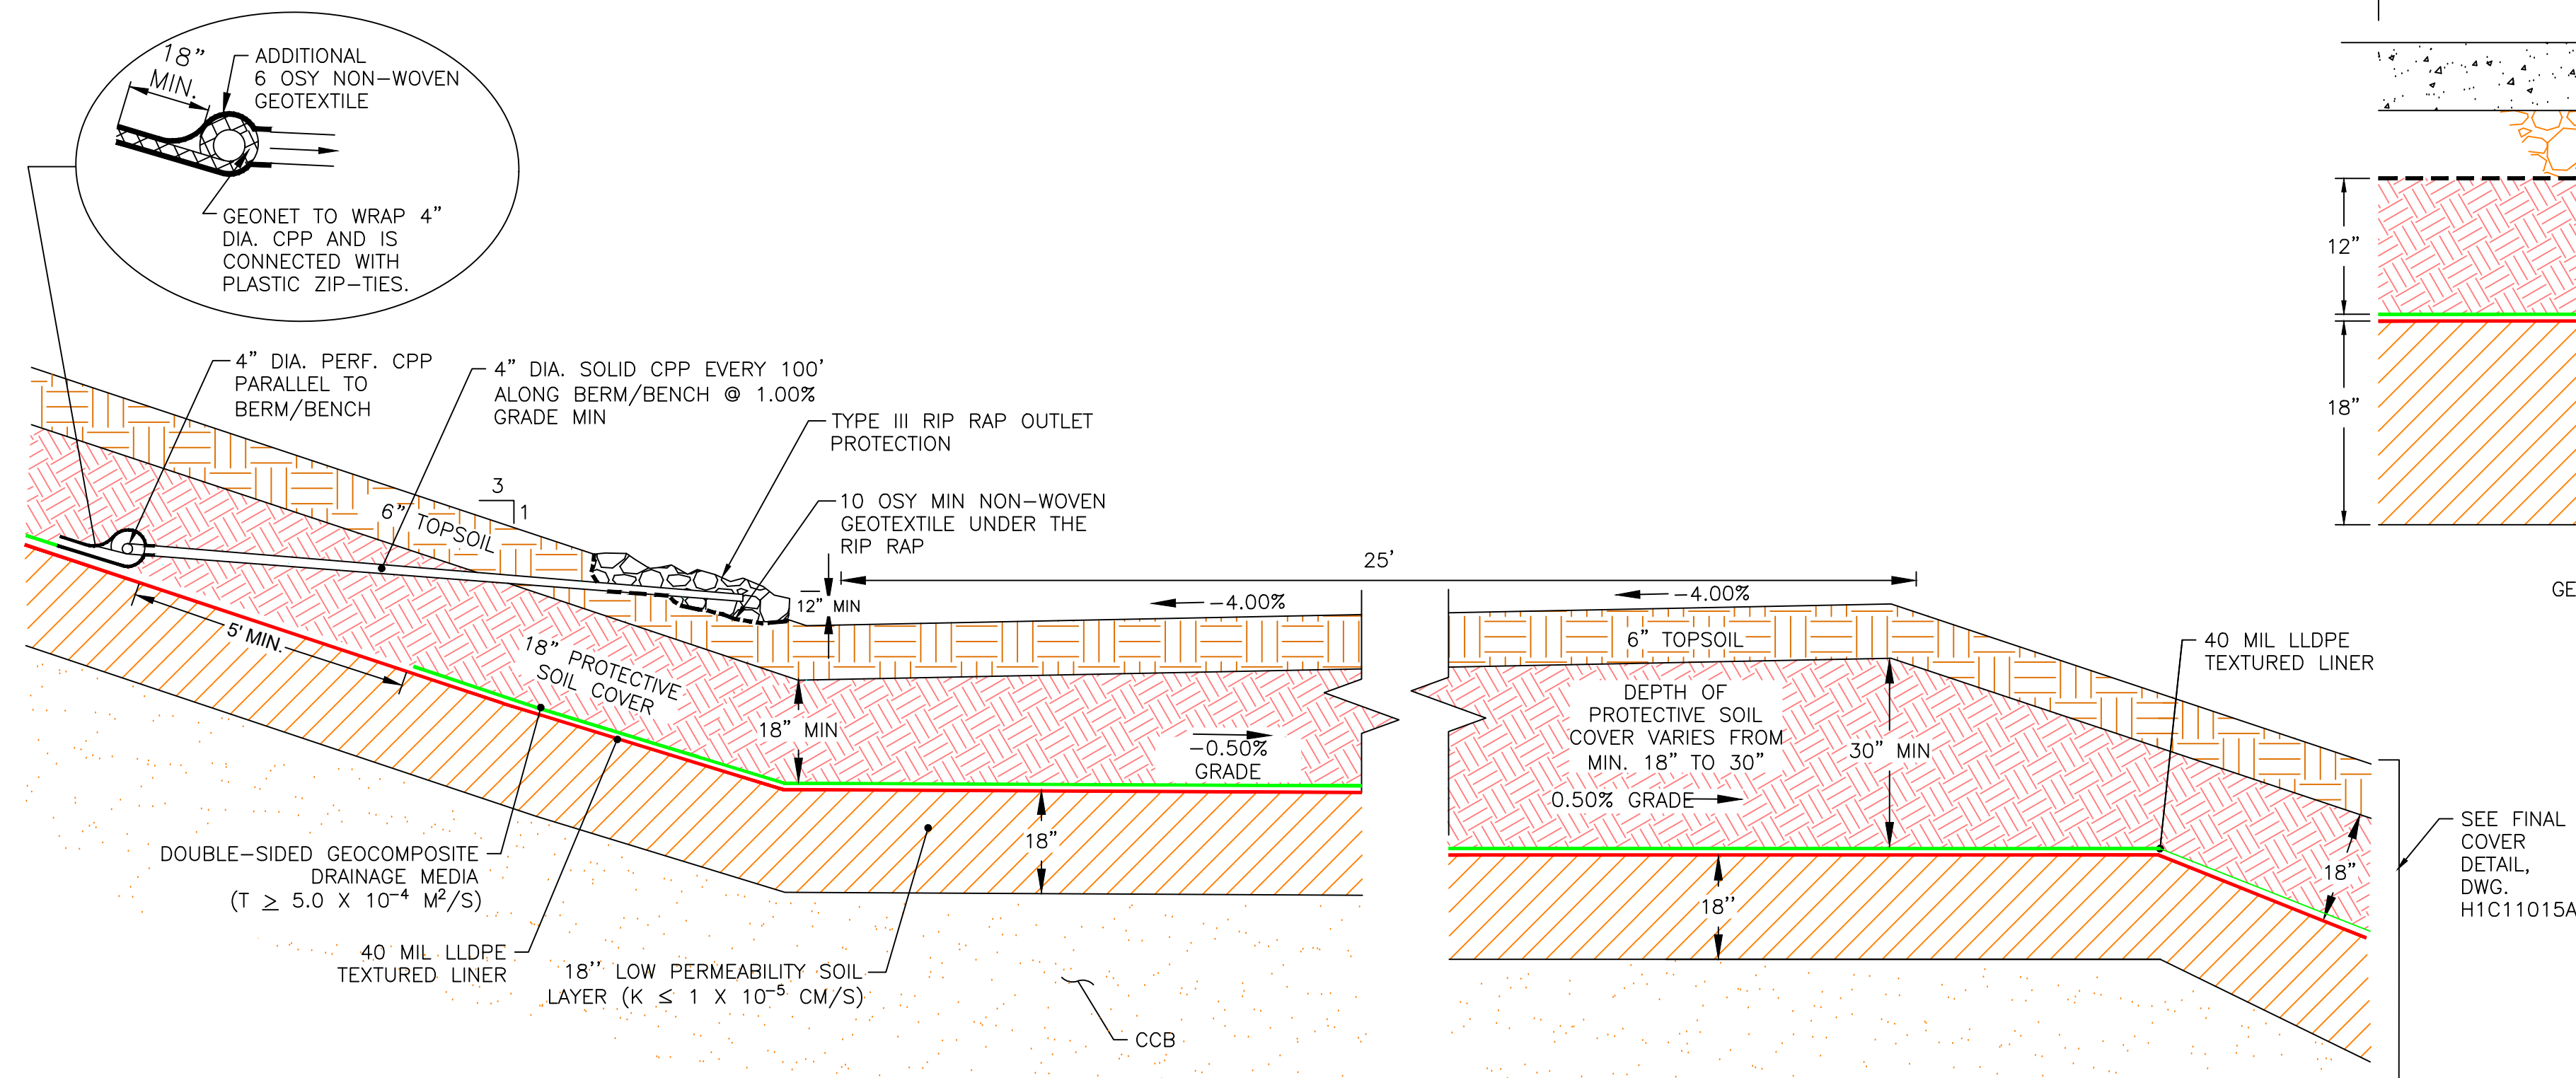 18"
MIN.
ADDITIONAL
6 OSY NON-WOVEN
GEOTEXTILE
GEONET TO WRAP 4"
DIA. CPP AND IS
CONNECTED WITH
PLASTIC ZIP-TIES.
4" DIA. PERF. CPP
PARALLEL TO
BERM/BENCH
4" DIA. SOLID CPP EVERY 100'
ALONG BERM/BENCH @ 1.00%
GRADE MIN
TYPE III RIP RAP OUTLET
PROTECTION
10 OSY MIN NON-WOVEN
GEOTEXTILE UNDER THE
RIP RAP
3
1
6" TOPSOIL
12" MIN
25'
-4.00%
-4.00%
5' MIN.
18" PROTECTIVE
SOIL COVER
18" MIN
-0.50%
GRADE
18"
6" TOPSOIL
DEPTH OF
PROTECTIVE SOIL
COVER VARIES FROM
MIN. 18" TO 30"
0.50% GRADE
30" MIN
18''
40 MIL LLDPE
TEXTURED LINER
18"
SEE FINAL
COVER
DETAIL,
DWG.
H1C11015A
DOUBLE-SIDED GEOCOMPOSITE
DRAINAGE MEDIA
(T ≥ 5.0 X 10⁻⁴ M²/S)
40 MIL LLDPE
TEXTURED LINER
18'' LOW PERMEABILITY SOIL
LAYER (K ≤ 1 X 10⁻⁵ CM/S)
CCB
12"
18"
GE